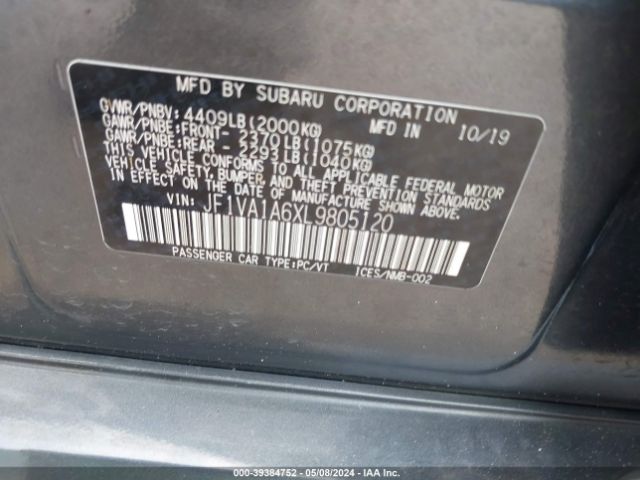 MFD BY SUBARU CORPORATION
GVWR/PNBV: 4409LB(2000KG) MFD IN 10/19
GAWR/PNBE:FRONT- 2370LB(1075KG)
GAWR/PNBE:REAR - 2293LB(1040KG)
THIS VEHICLE CONFORMS TO ALL APPLICABLE FEDERAL MOTOR
VEHICLE SAFETY, BUMPER, AND THEFT PREVENTION STANDARDS
IN EFFECT ON THE DATE OF MANUFACTURE SHOWN ABOVE.
VIN: JF1VA1A6XL9805120
PASSENGER CAR TYPE:PC/VT ICES/NMB-002
000-39384752 - 05/08/2024 - IAA Inc.